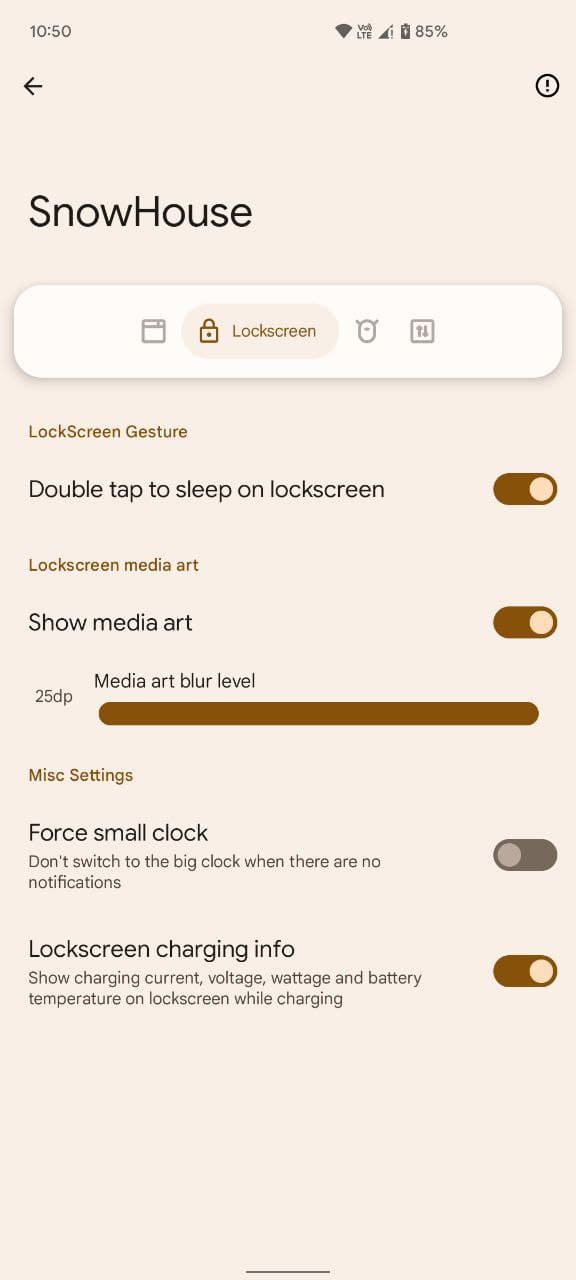 10:50
Vo) LTE 85%
SnowHouse
Lockscreen
LockScreen Gesture
Double tap to sleep on lockscreen
Lockscreen media art
Show media art
Media art blur level
25dp
Misc Settings
Force small clock
Don't switch to the big clock when there are no
notifications
Lockscreen charging info
Show charging current, voltage, wattage and battery
temperature on lockscreen while charging